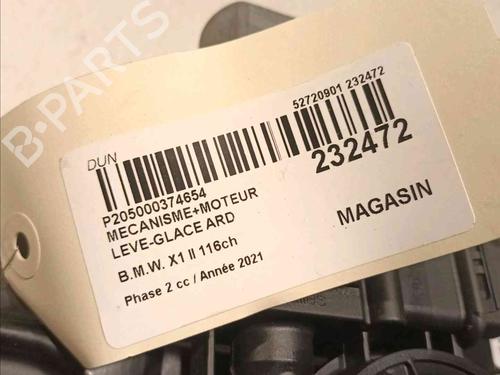 B-PARTS
DUN
52720901 232472
P205000374654
232472
MECANISME+MOTEUR
LEVE-GLACE ARD
MAGASIN
B.M.W. X1 II 116ch
Phase 2 cc / Année 2021